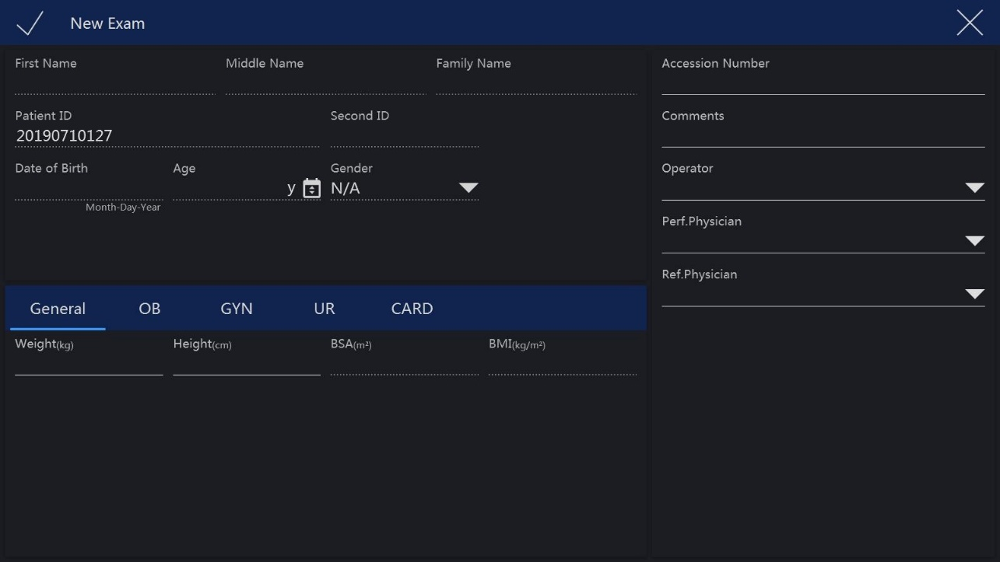 New Exam
First Name Middle Name Family Name
Patient ID Second ID
20190710127
Date of Birth Age Gender
y N/A
Month-Day-Year
General OB GYN UR CARD
Weight(kg) Height(cm) BSA(m²) BMI(kg/m²)
Accession Number
Comments
Operator
Perf.Physician
Ref.Physician